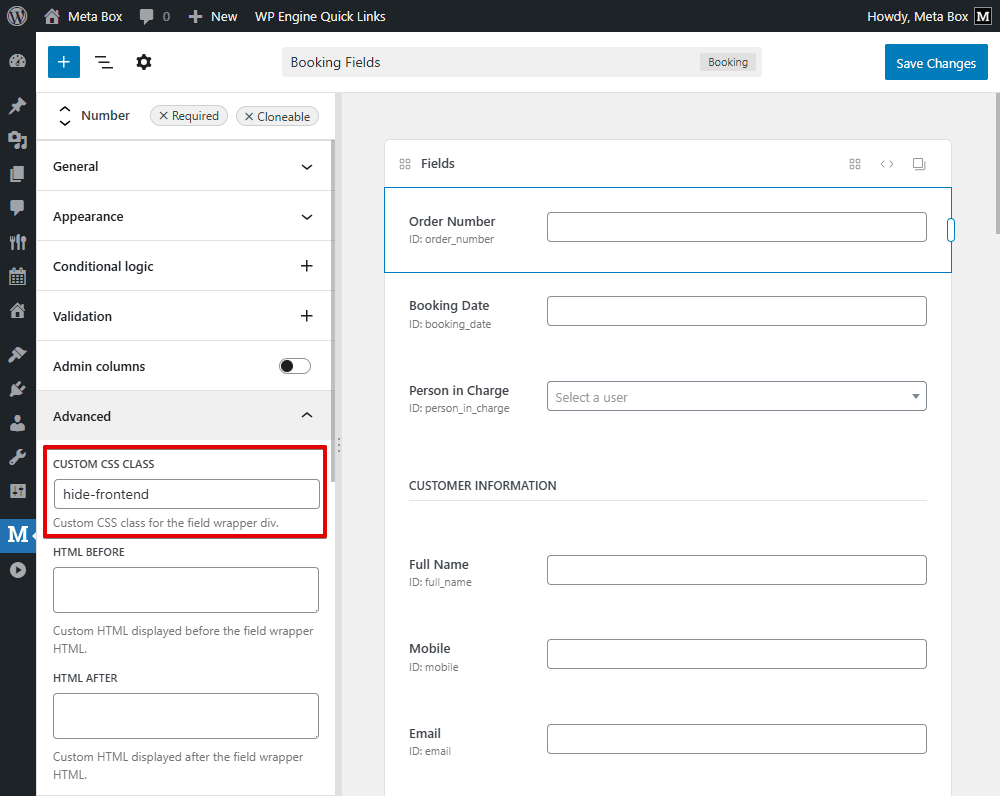 Meta Box
0
New
WP Engine Quick Links
Howdy, Meta Box
M
Booking Fields
Booking
Save Changes
Number
Required
Cloneable
General
Appearance
Conditional logic
Validation
Admin columns
Advanced
CUSTOM CSS CLASS
hide-frontend
Custom CSS class for the field wrapper div.
HTML BEFORE
Custom HTML displayed before the field wrapper
HTML.
HTML AFTER
Custom HTML displayed after the field wrapper
HTML.
M
Fields
Order Number
ID: order_number
Booking Date
ID: booking_date
Person in Charge
ID: person_in_charge
Select a user
CUSTOMER INFORMATION
Full Name
ID: full_name
Mobile
ID: mobile
Email
ID: email